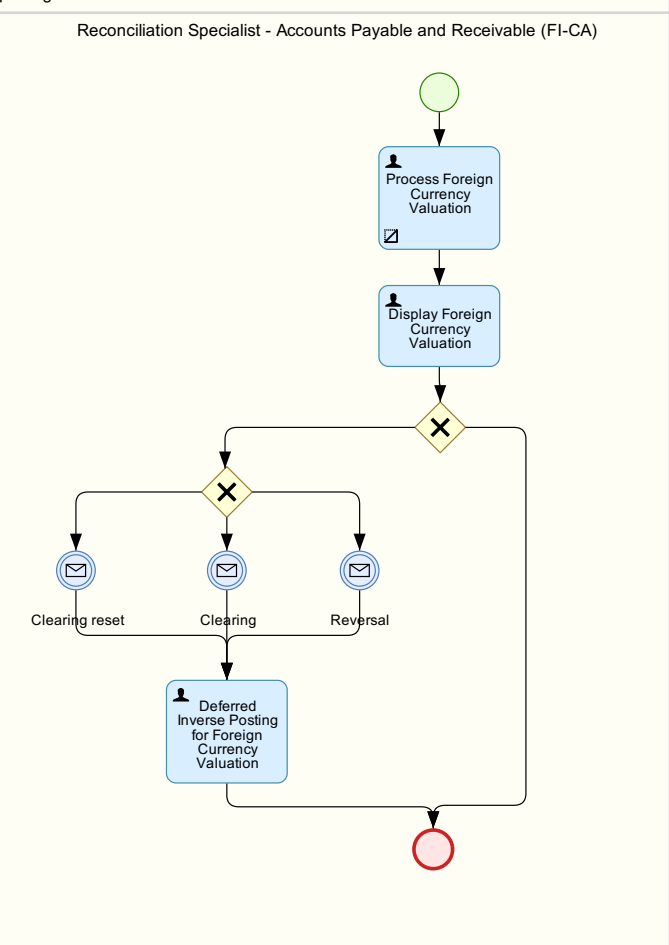 Reconciliation Specialist - Accounts Payable and Receivable (FI-CA)
Process Foreign
Currency
Valuation
Display Foreign
Currency
Valuation
Clearing reset
Clearing
Reversal
Deferred
Inverse Posting
for Foreign
Currency
Valuation